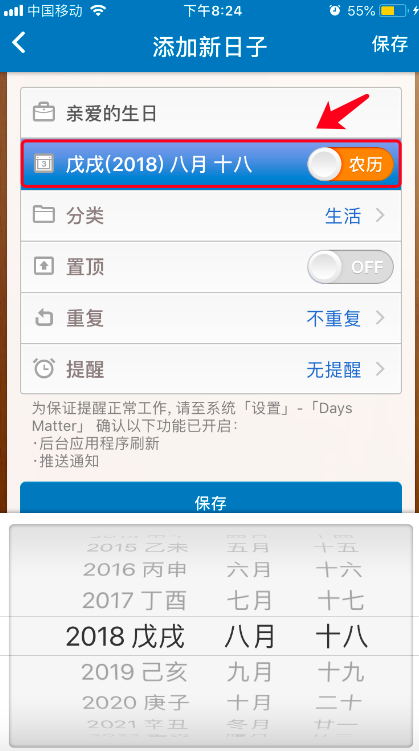 中国移动 下午8:24 55%
添加新日子 保存
亲爱的生日
戊戌(2018) 八月 十八 农历
分类 生活
置顶 OFF
重复 不重复
提醒 无提醒
为保证提醒正常工作, 请至系统「设置」-「Days
Matter」 确认以下功能已开启:
·后台应用程序刷新
·推送通知
保存
2015 乙未 五月 十五
2016 丙申 六月 十六
2017 丁酉 七月 十七
2018 戊戌 八月 十八
2019 己亥 九月 十九
2020 庚子 十月 二十
2021 辛丑 冬月 廿一